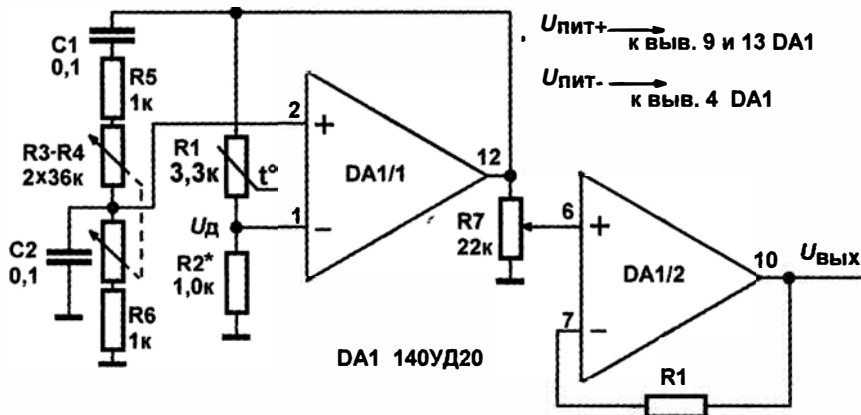 C1
0,1
R5
1к
R3-R4
2х36к
C2
0,1
R6
1к
R1
3,3к
t°
Uд
R2*
1,0к
2
+
1
−
DA1/1
12
R7
22к
Uпит+
к выв. 9 и 13 DA1
Uпит-
к выв. 4 DA1
6
+
7
−
DA1/2
10
Uвых
R1
DA1 140УД20